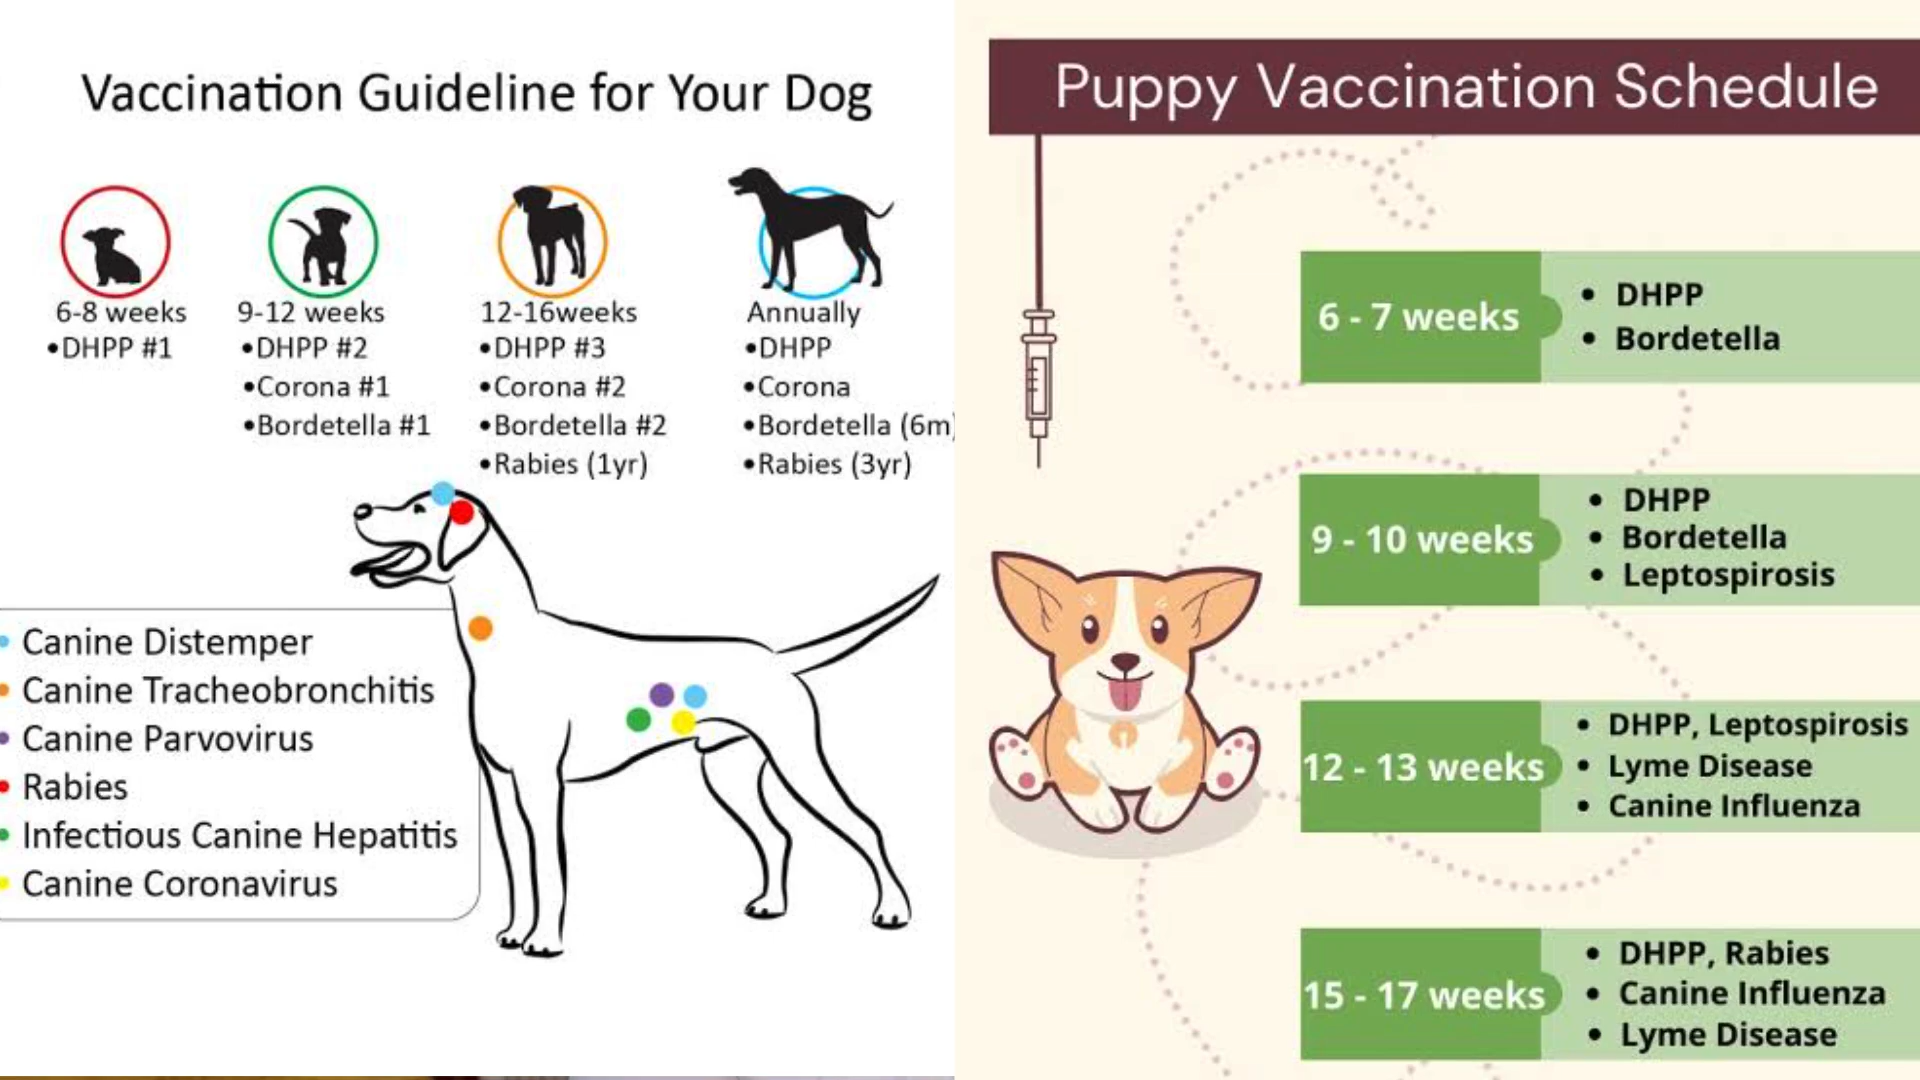 Vaccination Guideline for Your Dog
6-8 weeks
•DHPP #1
9-12 weeks
•DHPP #2
•Corona #1
•Bordetella #1
12-16weeks
•DHPP #3
•Corona #2
•Bordetella #2
•Rabies (1yr)
Annually
•DHPP
•Corona
•Bordetella (6m)
•Rabies (3yr)
Canine Distemper
Canine Tracheobronchitis
Canine Parvovirus
Rabies
Infectious Canine Hepatitis
Canine Coronavirus
Puppy Vaccination Schedule
6 - 7 weeks
• DHPP
• Bordetella
9 - 10 weeks
• DHPP
• Bordetella
• Leptospirosis
12 - 13 weeks
• DHPP, Leptospirosis
• Lyme Disease
• Canine Influenza
15 - 17 weeks
• DHPP, Rabies
• Canine Influenza
• Lyme Disease